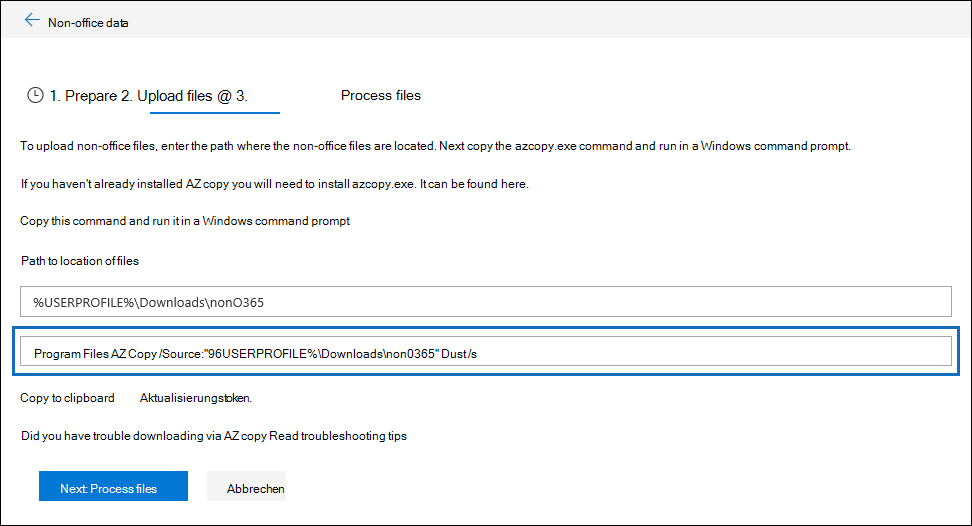 Non-office data
1. Prepare 2. Upload files @ 3. Process files
To upload non-office files, enter the path where the non-office files are located. Next copy the azcopy.exe command and run in a Windows command prompt.
If you haven't already installed AZ copy you will need to install azcopy.exe. It can be found here.
Copy this command and run it in a Windows command prompt
Path to location of files
%USERPROFILE%\Downloads\nonO365
Program Files AZ Copy /Source:"96USERPROFILE%\Downloads\non0365" Dust /s
Copy to clipboard Aktualisierungstoken.
Did you have trouble downloading via AZ copy Read troubleshooting tips
Next: Process files Abbrechen